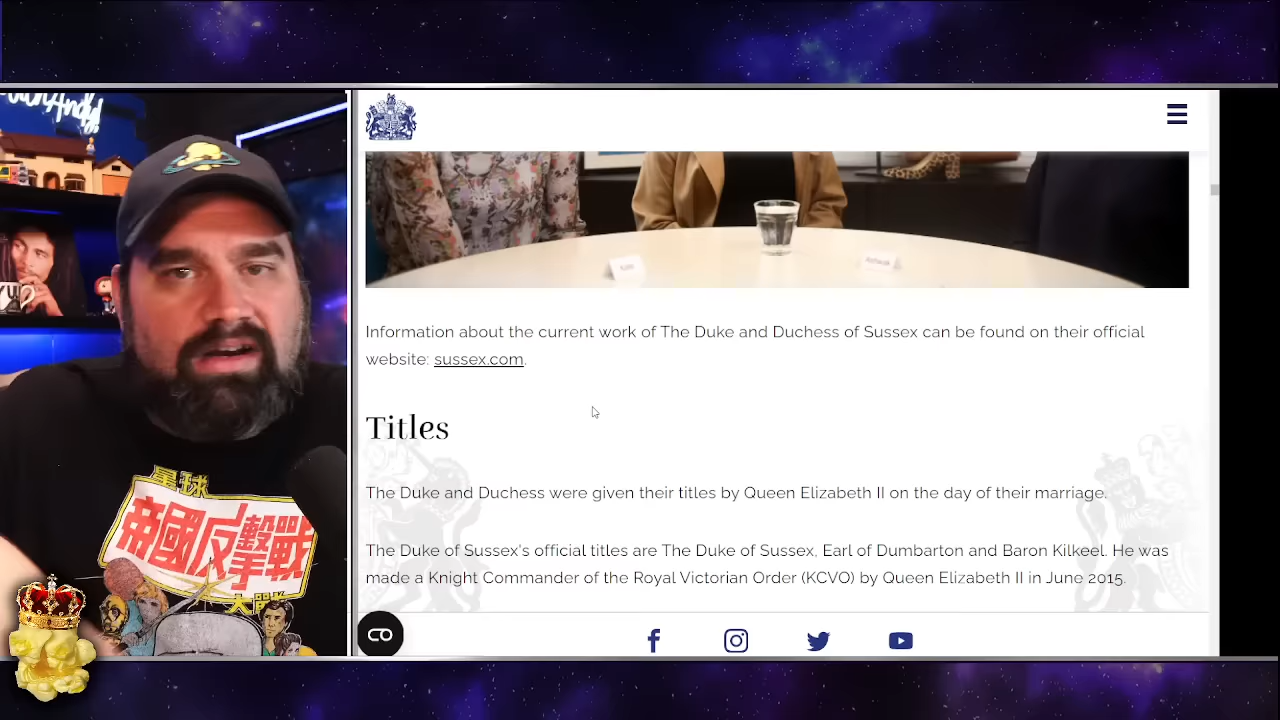 Information about the current work of The Duke and Duchess of Sussex can be found on their official
website: sussex.com.
Titles
The Duke and Duchess were given their titles by Queen Elizabeth II on the day of their marriage.
The Duke of Sussex's official titles are The Duke of Sussex, Earl of Dumbarton and Baron Kilkeel. He was
made a Knight Commander of the Royal Victorian Order (KCVO) by Queen Elizabeth II in June 2015.
星球
帝國反擊戰